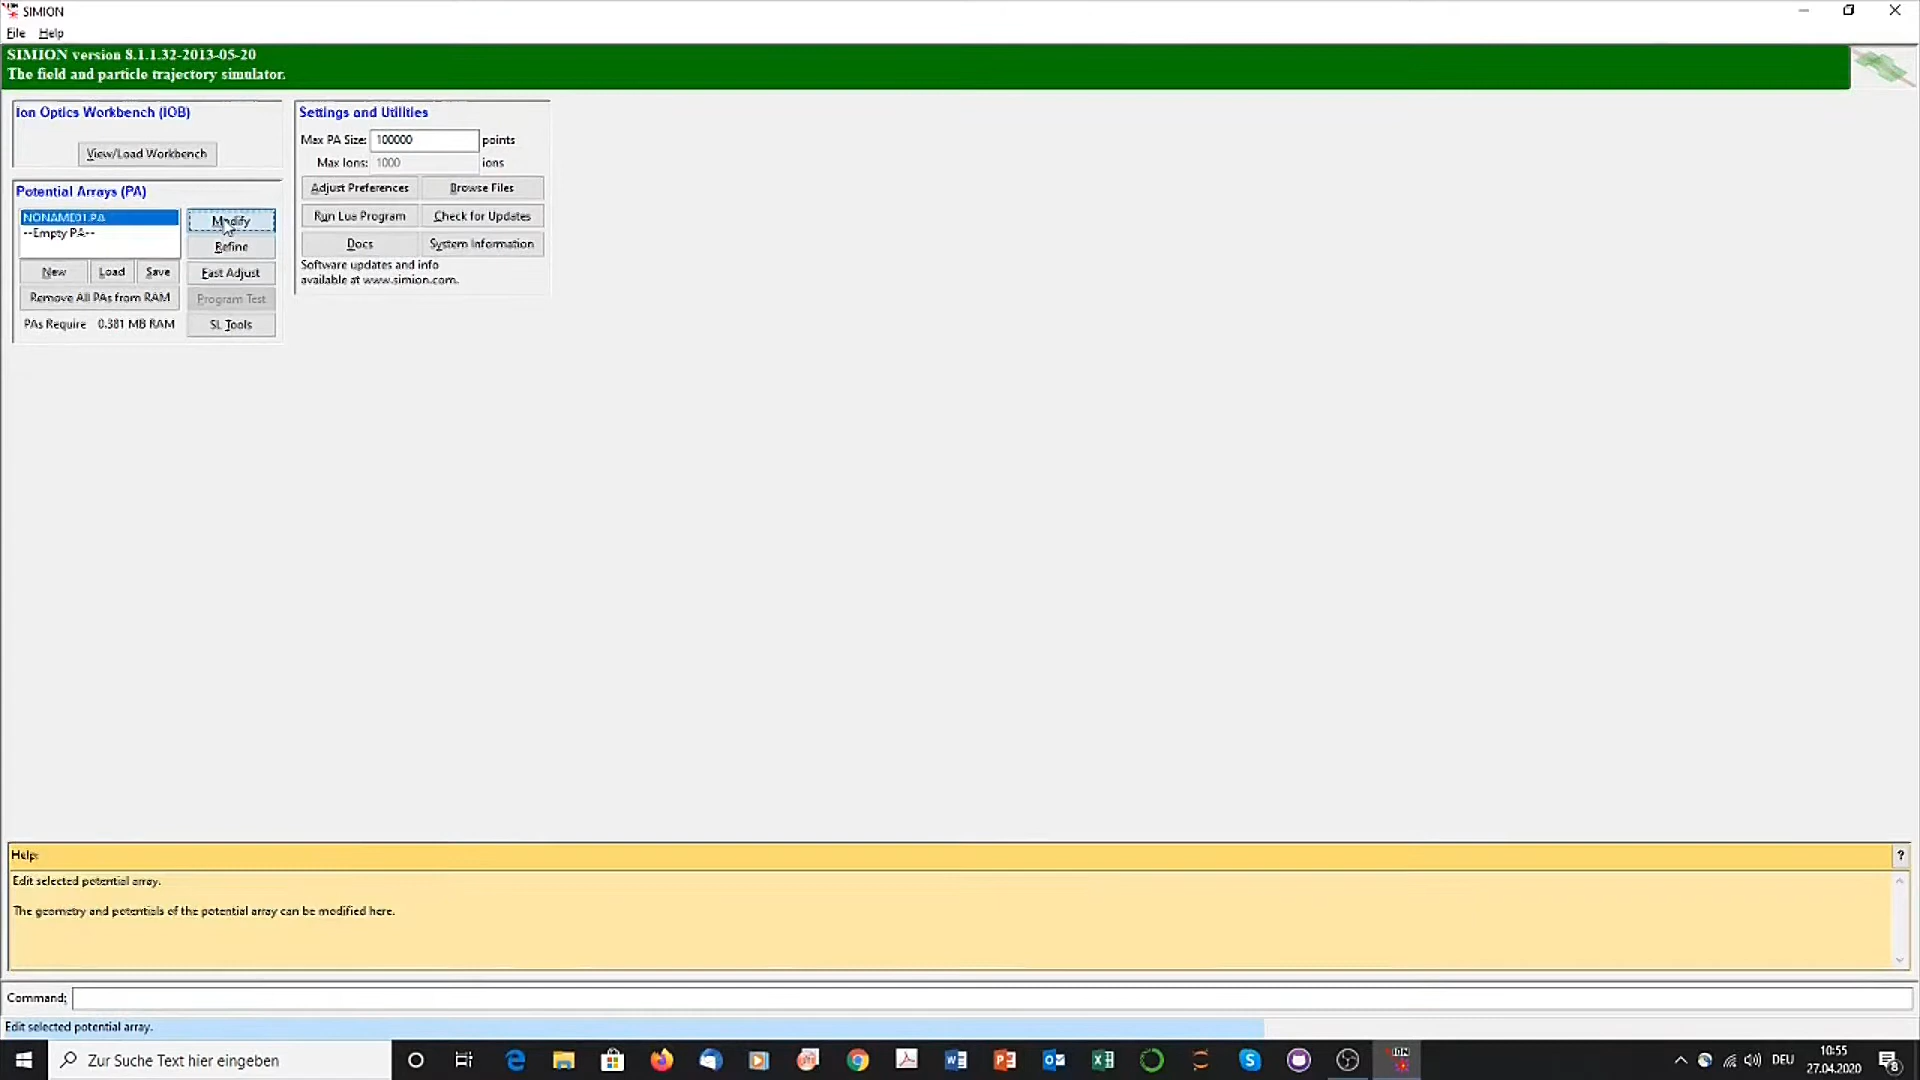 SIMION
File Help
SIMION version 8.1.1.32-2013-05-20
The field and particle trajectory simulator.
Ion Optics Workbench (IOB)
View/Load Workbench
Potential Arrays (PA)
NONAME01.PA
--Empty PA--
Modify
Refine
New Load Save
Fast Adjust
Remove All PAs from RAM
Program Test
PAs Require 0.381 MB RAM
SL Tools
Settings and Utilities
Max PA Size: 100000 points
Max Ions: 1000 ions
Adjust Preferences Browse Files
Run Lua Program Check for Updates
Docs System Information
Software updates and info
available at www.simion.com.
Help:
?
Edit selected potential array.
The geometry and potentials of the potential array can be modified here.
Command:
Edit selected potential array.
Zur Suche Text hier eingeben
DEU
10:55
27.04.2020
8